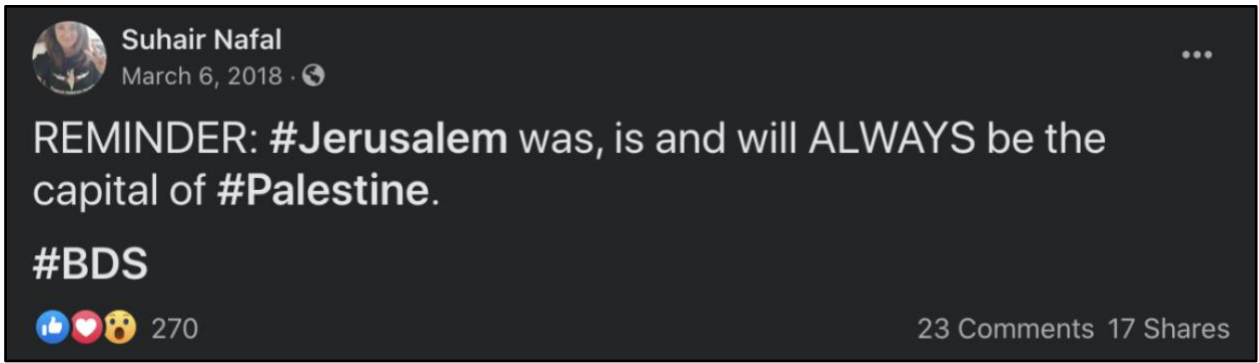 Suhair Nafal
March 6, 2018 ·
REMINDER: #Jerusalem was, is and will ALWAYS be the
capital of #Palestine.
#BDS
270
23 Comments 17 Shares